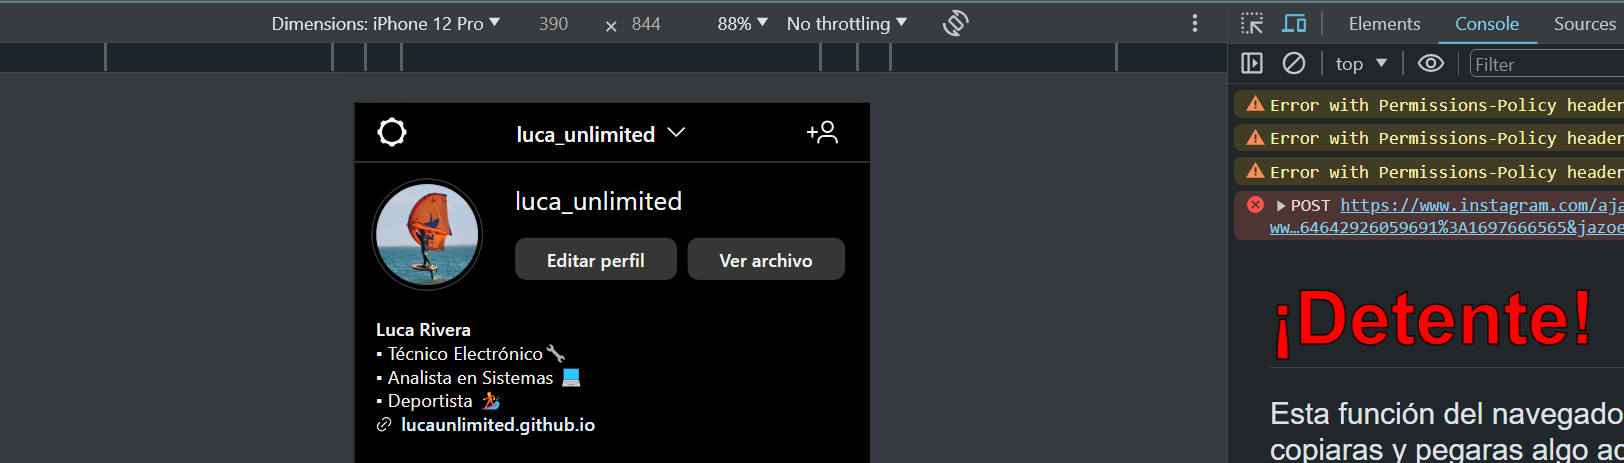 Dimensions: iPhone 12 Pro ▼ 390 × 844 88% ▼ No throttling ▼
Elements Console Sources
top ▼ Filter
luca_unlimited
luca_unlimited
Editar perfil Ver archivo
Luca Rivera
▪ Técnico Electrónico🔧
▪ Analista en Sistemas 💻
▪ Deportista 🏄
lucaunlimited.github.io
Error with Permissions-Policy header
Error with Permissions-Policy header
Error with Permissions-Policy header
POST https://www.instagram.com/aja
ww…64642926059691%3A1697666565&jazoe
¡Detente!
Esta función del navegado
copiaras y pegaras algo ac